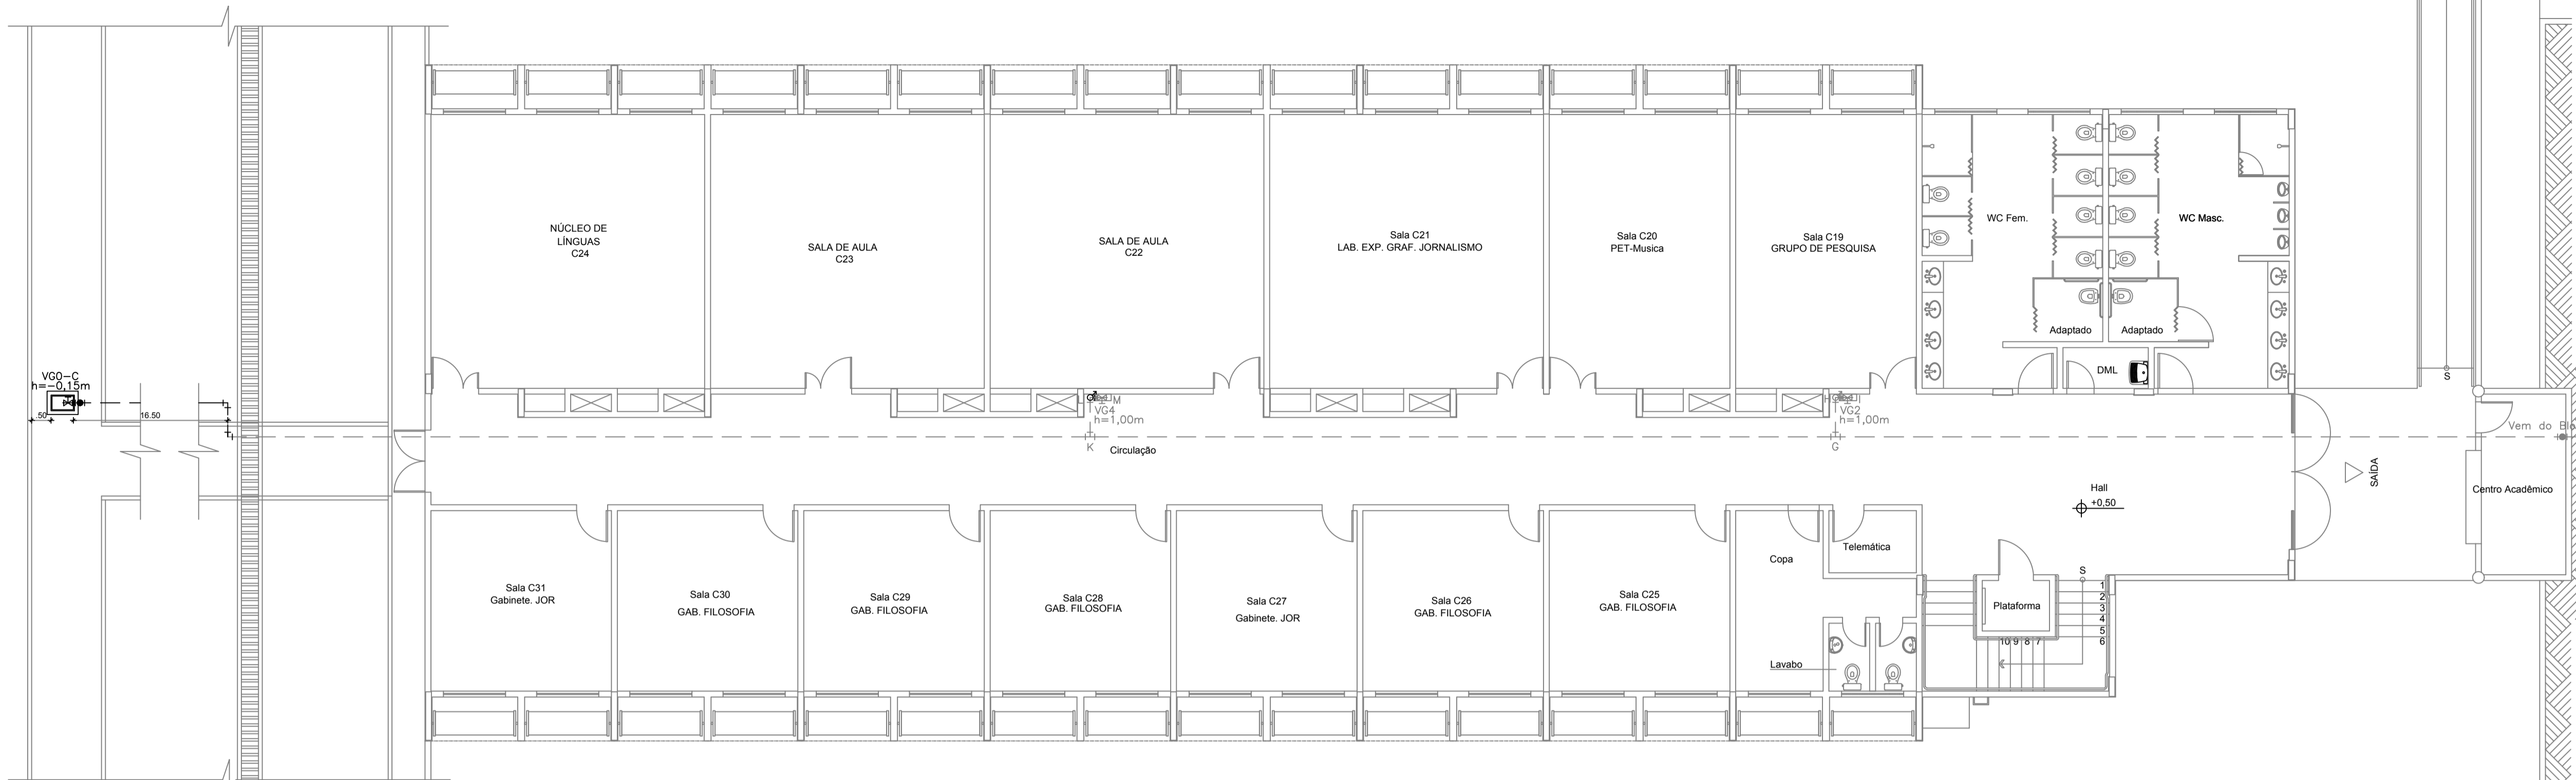 NÚCLEO DE
LÍNGUAS
C24
SALA DE AULA
C23
SALA DE AULA
C22
Sala C21
LAB. EXP. GRAF. JORNALISMO
Sala C20
PET-Musica
Sala C19
GRUPO DE PESQUISA
WC Fem.
WC Masc.
Adaptado
Adaptado
DML
S
VGO-C
h=-0,15m
.50
16.50
M
VG4
h=1,00m
K
Circulação
H
VG2
h=1,00m
G
Vem do Blo
SAÍDA
Hall
+0,50
Centro Acadêmico
Sala C31
Gabinete. JOR
Sala C30
GAB. FILOSOFIA
Sala C29
GAB. FILOSOFIA
Sala C28
GAB. FILOSOFIA
Sala C27
Gabinete. JOR
Sala C26
GAB. FILOSOFIA
Sala C25
GAB. FILOSOFIA
Copa
Telemática
Lavabo
Plataforma
S
1
2
3
4
5
6
10 9 8 7